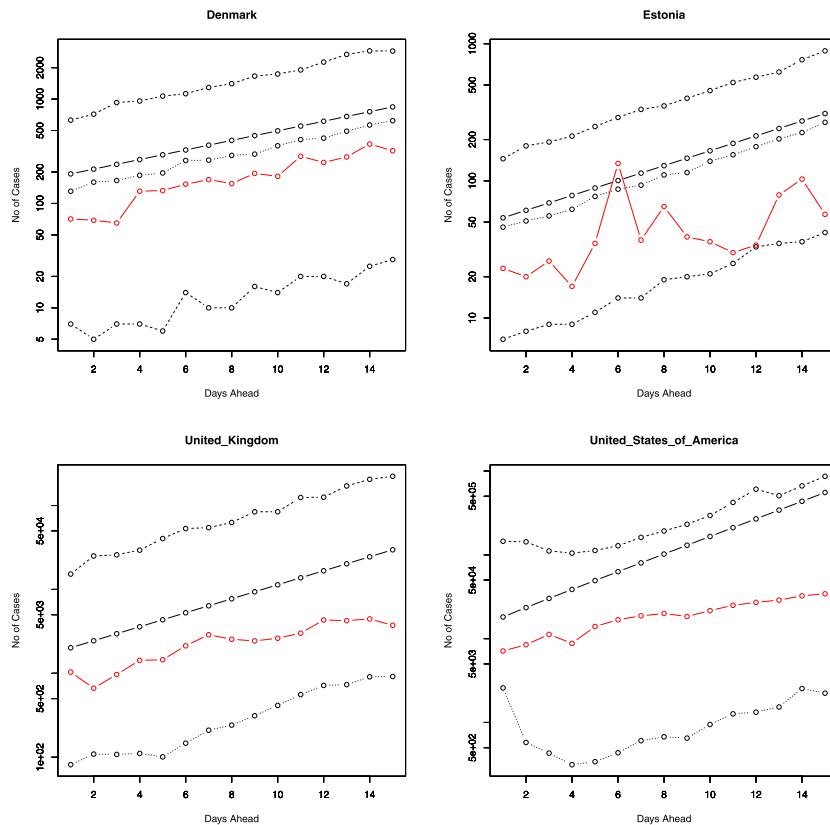 Denmark
No of Cases
2000
1000
500
200
100
50
20
10
5
2 4 6 8 10 12 14
Days Ahead
Estonia
No of Cases
1000
500
200
100
50
20
10
2 4 6 8 10 12 14
Days Ahead
United_Kingdom
No of Cases
5e+04
5e+03
5e+02
1e+02
2 4 6 8 10 12 14
Days Ahead
United_States_of_America
No of Cases
5e+05
5e+04
5e+03
5e+02
2 4 6 8 10 12 14
Days Ahead